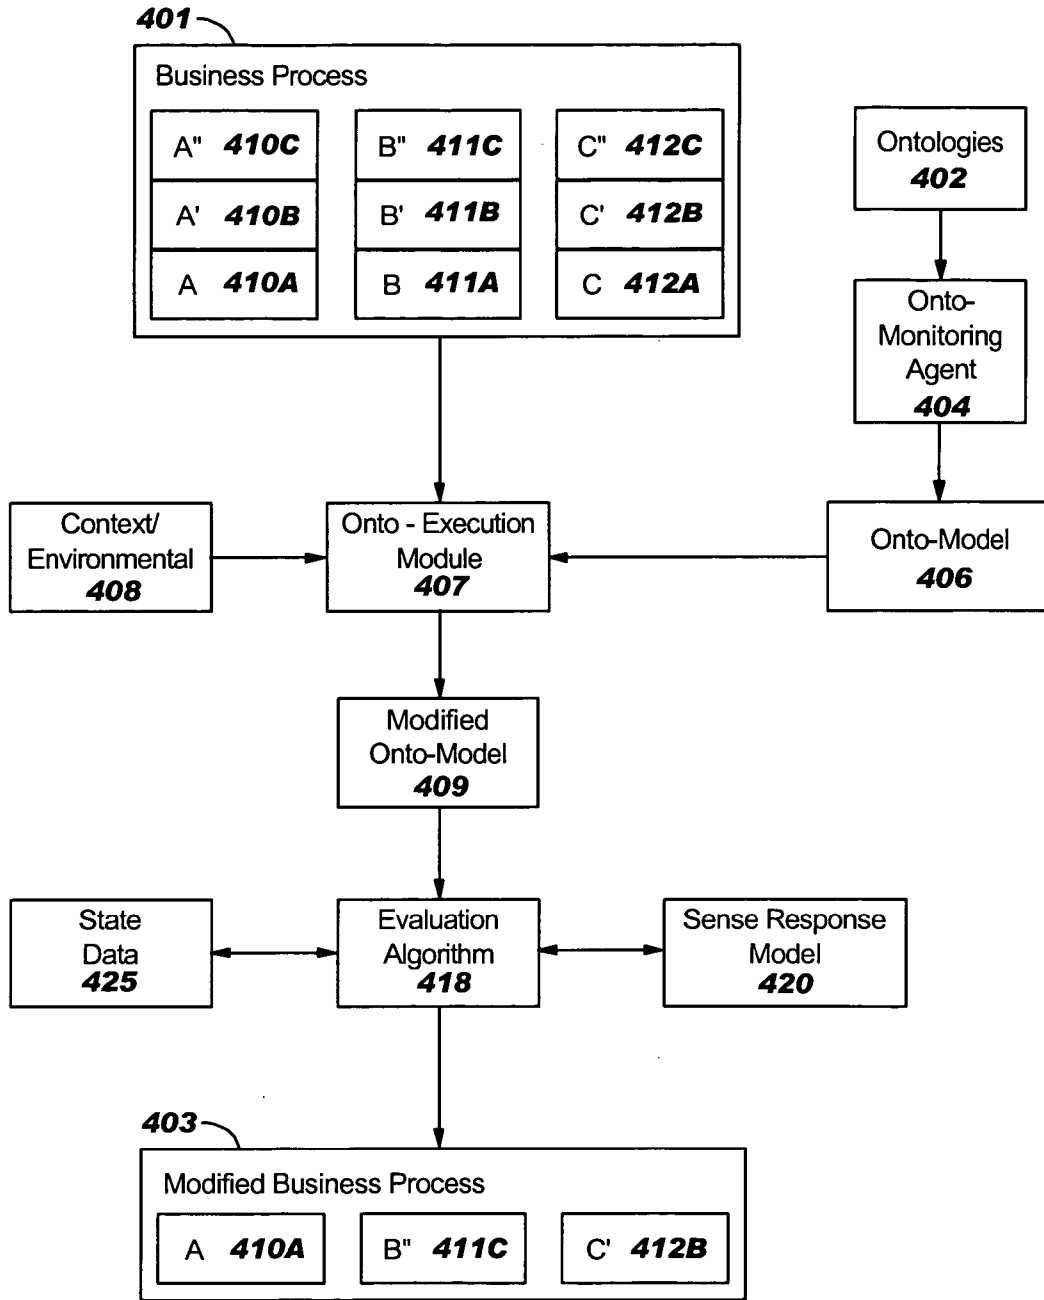 401
Business Process
A" 410C
B" 411C
C" 412C
A' 410B
B' 411B
C' 412B
A 410A
B 411A
C 412A
Ontologies
402
Onto-
Monitoring
Agent
404
Context/
Environmental
408
Onto - Execution
Module
407
Onto-Model
406
Modified
Onto-Model
409
State
Data
425
Evaluation
Algorithm
418
Sense Response
Model
420
403
Modified Business Process
A 410A
B" 411C
C' 412B